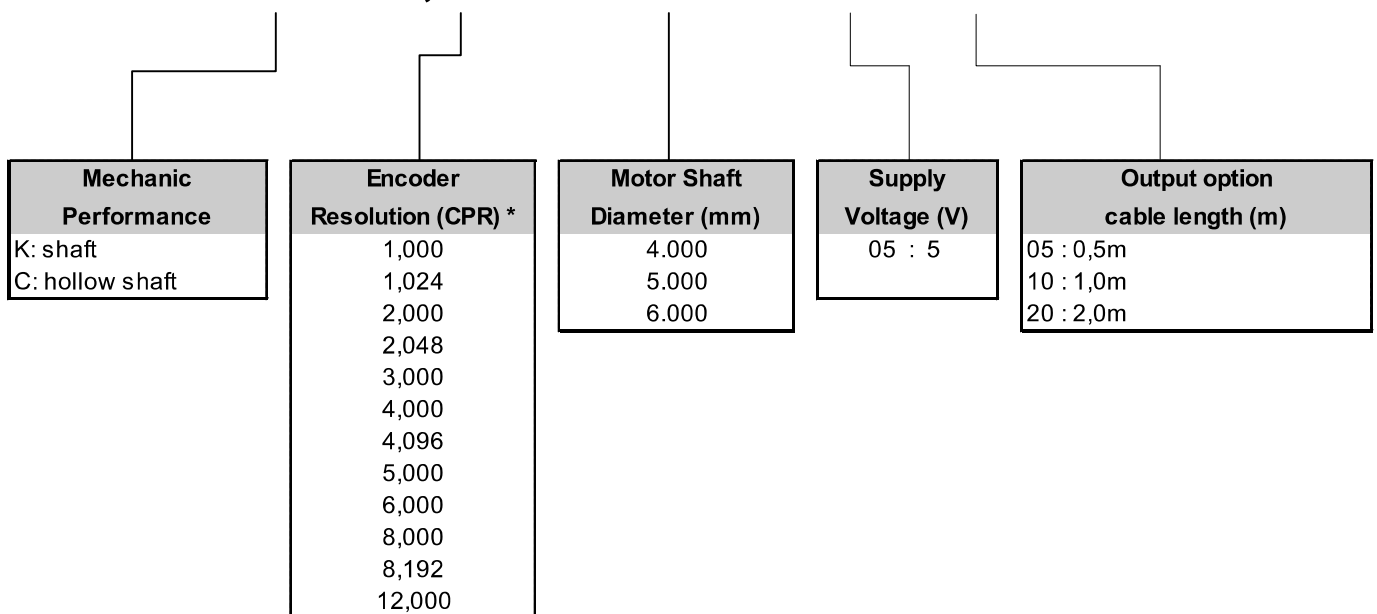 Mechanic
Performance
K: shaft
C: hollow shaft
Encoder
Resolution (CPR) *
1,000
1,024
2,000
2,048
3,000
4,000
4,096
5,000
6,000
8,000
8,192
12,000
Motor Shaft
Diameter (mm)
4.000
5.000
6.000
Supply
Voltage (V)
05 : 5
Output option
cable length (m)
05 : 0,5m
10 : 1,0m
20 : 2,0m